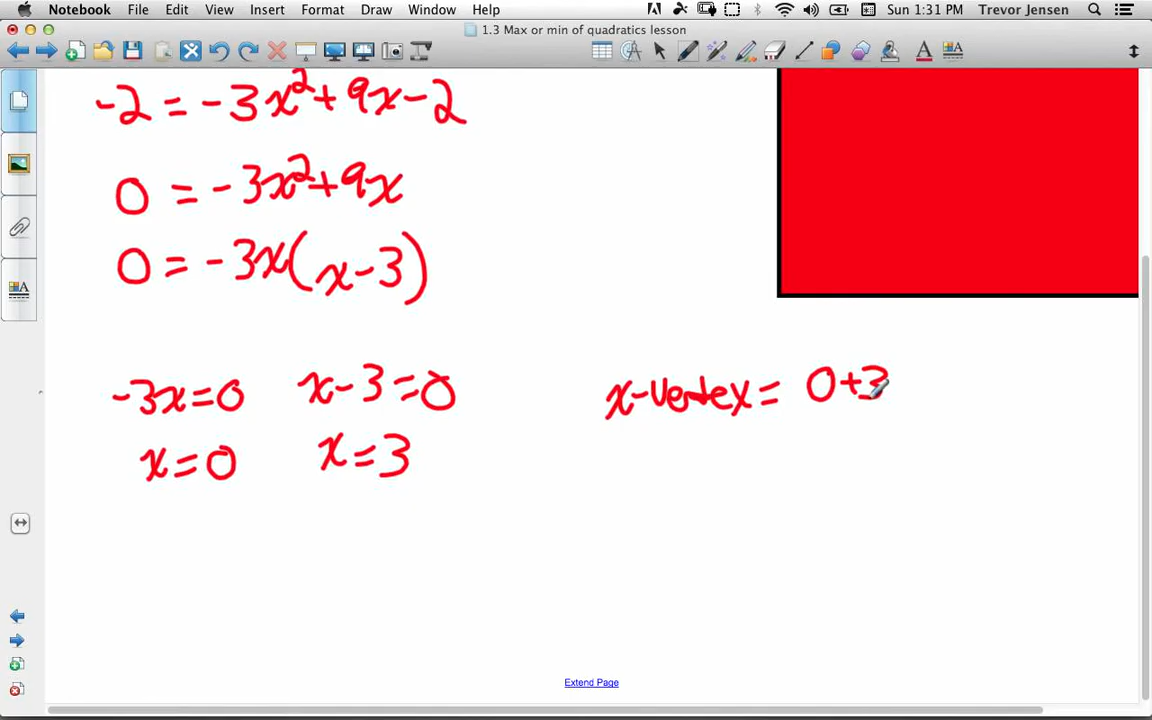 Notebook File Edit View Insert Format Draw Window Help Sun 1:31 PM Trevor Jensen
1.3 Max or min of quadratics lesson
-2 = -3x²+9x-2
0 = -3x²+9x
0 = -3x(x-3)
-3x=0 x-3=0 x-vertex= 0+3
x=0 x=3
Extend Page